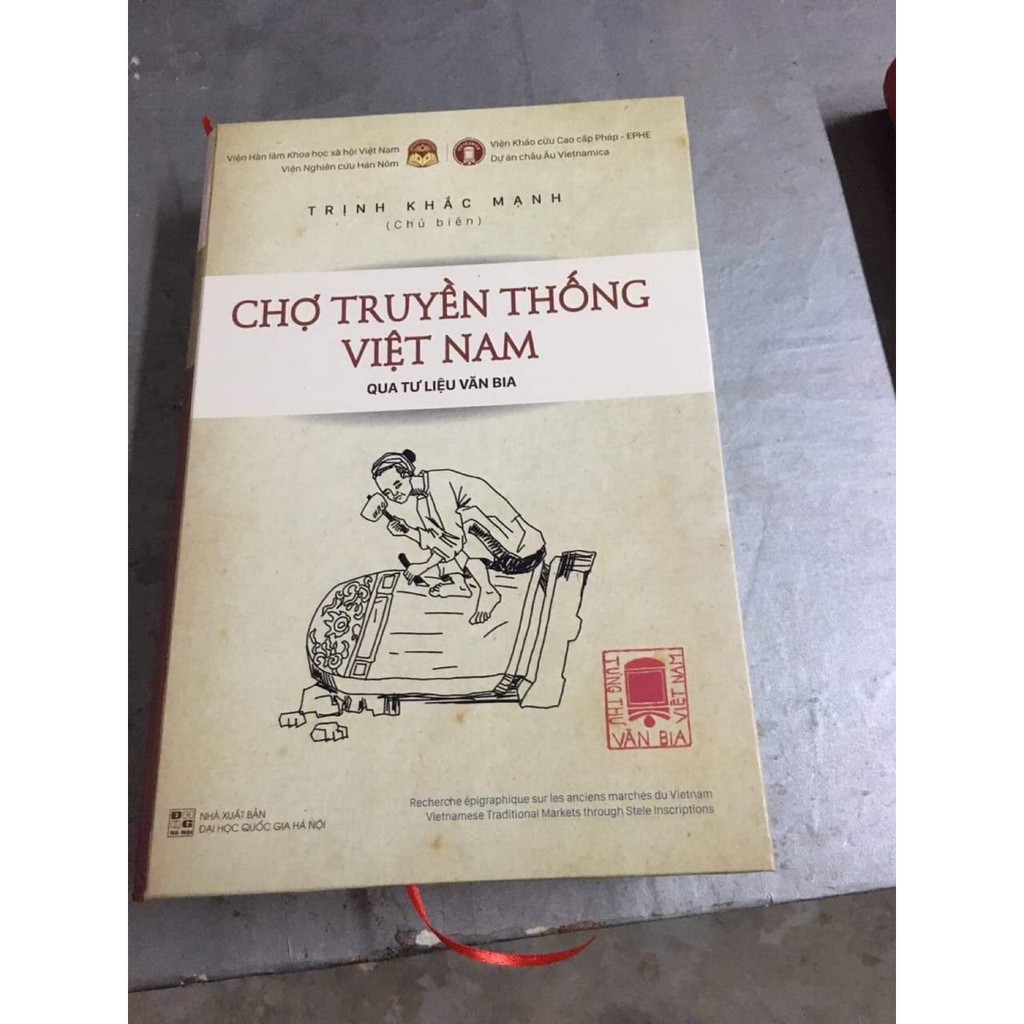 Viện Hàn lâm Khoa học xã hội Việt Nam
Viện Nghiên cứu Hán Nôm
Viện Khảo cứu Cao cấp Pháp - EPHE
Dự án châu Âu Vietnamica
TRỊNH KHẮC MẠNH
(Chủ biên)
CHỢ TRUYỀN THỐNG
VIỆT NAM
QUA TƯ LIỆU VĂN BIA
TÙNG THƯ
VĂN BIA
VIỆT NAM
NHÀ XUẤT BẢN
ĐẠI HỌC QUỐC GIA HÀ NỘI
Recherche épigraphique sur les anciens marchés du Vietnam
Vietnamese Traditional Markets through Stele Inscriptions